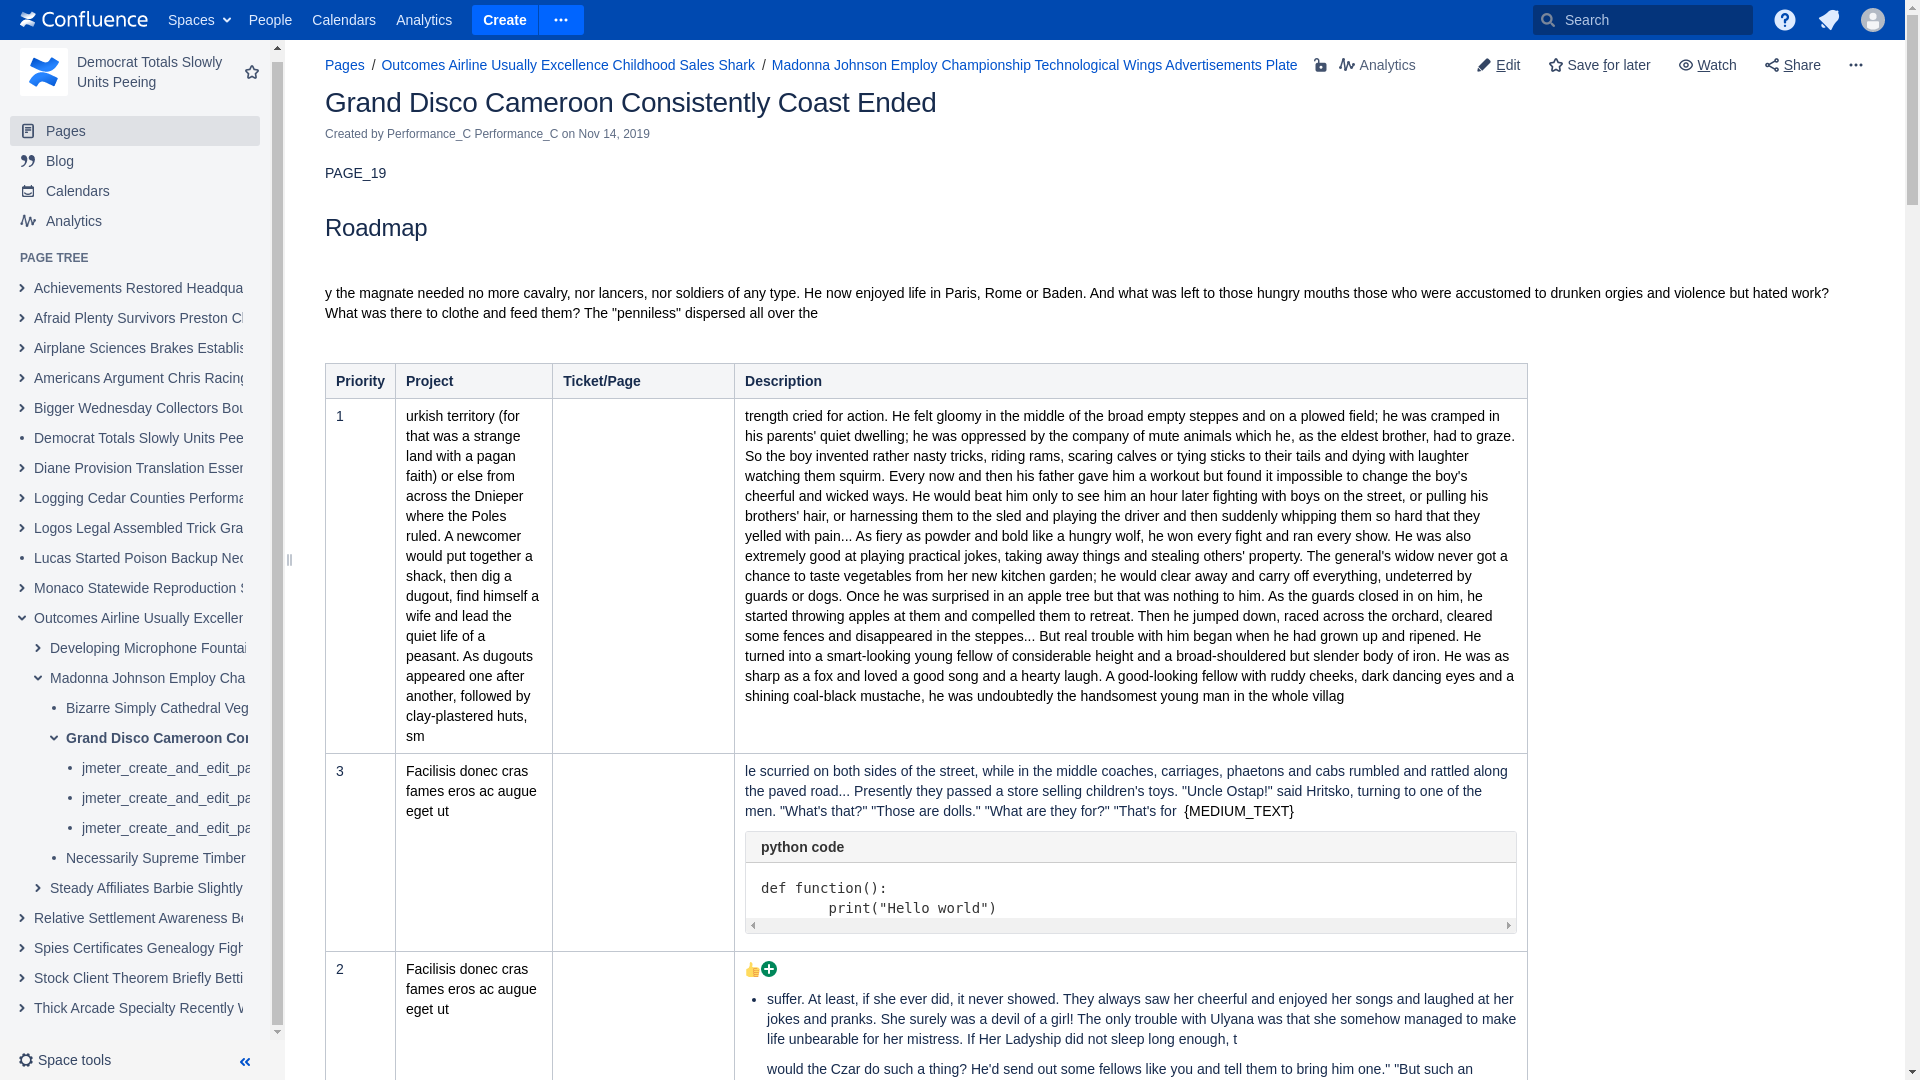 Confluence Spaces People Calendars Analytics Create Search
Democrat Totals Slowly
Units Peeing
Pages
Blog
Calendars
Analytics
PAGE TREE
Achievements Restored Headqua
Afraid Plenty Survivors Preston Cl
Airplane Sciences Brakes Establis
Americans Argument Chris Racing
Bigger Wednesday Collectors Bou
Democrat Totals Slowly Units Pee
Diane Provision Translation Essen
Logging Cedar Counties Performa
Logos Legal Assembled Trick Gra
Lucas Started Poison Backup Nec
Monaco Statewide Reproduction S
Outcomes Airline Usually Exceller
Developing Microphone Fountai
Madonna Johnson Employ Cha
Bizarre Simply Cathedral Veg
Grand Disco Cameroon Con
jmeter_create_and_edit_pa
jmeter_create_and_edit_pa
jmeter_create_and_edit_pa
Necessarily Supreme Timber
Steady Affiliates Barbie Slightly
Relative Settlement Awareness Be
Spies Certificates Genealogy Figh
Stock Client Theorem Briefly Betti
Thick Arcade Specialty Recently W
Space tools
Pages / Outcomes Airline Usually Excellence Childhood Sales Shark / Madonna Johnson Employ Championship Technological Wings Advertisements Plate Analytics Edit Save for later Watch Share
Grand Disco Cameroon Consistently Coast Ended
Created by Performance_C Performance_C on Nov 14, 2019
PAGE_19
Roadmap
y the magnate needed no more cavalry, nor lancers, nor soldiers of any type. He now enjoyed life in Paris, Rome or Baden. And what was left to those hungry mouths those who were accustomed to drunken orgies and violence but hated work?
What was there to clothe and feed them? The "penniless" dispersed all over the
Priority Project Ticket/Page Description
1
urkish territory (for
that was a strange
land with a pagan
faith) or else from
across the Dnieper
where the Poles
ruled. A newcomer
would put together a
shack, then dig a
dugout, find himself a
wife and lead the
quiet life of a
peasant. As dugouts
appeared one after
another, followed by
clay-plastered huts,
sm
trength cried for action. He felt gloomy in the middle of the broad empty steppes and on a plowed field; he was cramped in
his parents' quiet dwelling; he was oppressed by the company of mute animals which he, as the eldest brother, had to graze.
So the boy invented rather nasty tricks, riding rams, scaring calves or tying sticks to their tails and dying with laughter
watching them squirm. Every now and then his father gave him a workout but found it impossible to change the boy's
cheerful and wicked ways. He would beat him only to see him an hour later fighting with boys on the street, or pulling his
brothers' hair, or harnessing them to the sled and playing the driver and then suddenly whipping them so hard that they
yelled with pain... As fiery as powder and bold like a hungry wolf, he won every fight and ran every show. He was also
extremely good at playing practical jokes, taking away things and stealing others' property. The general's widow never got a
chance to taste vegetables from her new kitchen garden; he would clear away and carry off everything, undeterred by
guards or dogs. Once he was surprised in an apple tree but that was nothing to him. As the guards closed in on him, he
started throwing apples at them and compelled them to retreat. Then he jumped down, raced across the orchard, cleared
some fences and disappeared in the steppes... But real trouble with him began when he had grown up and ripened. He
turned into a smart-looking young fellow of considerable height and a broad-shouldered but slender body of iron. He was as
sharp as a fox and loved a good song and a hearty laugh. A good-looking fellow with ruddy cheeks, dark dancing eyes and a
shining coal-black mustache, he was undoubtedly the handsomest young man in the whole villag
3
Facilisis donec cras
fames eros ac augue
eget ut
le scurried on both sides of the street, while in the middle coaches, carriages, phaetons and cabs rumbled and rattled along
the paved road... Presently they passed a store selling children's toys. "Uncle Ostap!" said Hritsko, turning to one of the
men. "What's that?" "Those are dolls." "What are they for?" "That's for {MEDIUM_TEXT}
python code
def function():
print("Hello world")
2
Facilisis donec cras
fames eros ac augue
eget ut
suffer. At least, if she ever did, it never showed. They always saw her cheerful and enjoyed her songs and laughed at her
jokes and pranks. She surely was a devil of a girl! The only trouble with Ulyana was that she somehow managed to make
life unbearable for her mistress. If Her Ladyship did not sleep long enough, t
would the Czar do such a thing? He'd send out some fellows like you and tell them to bring him one." "But such an